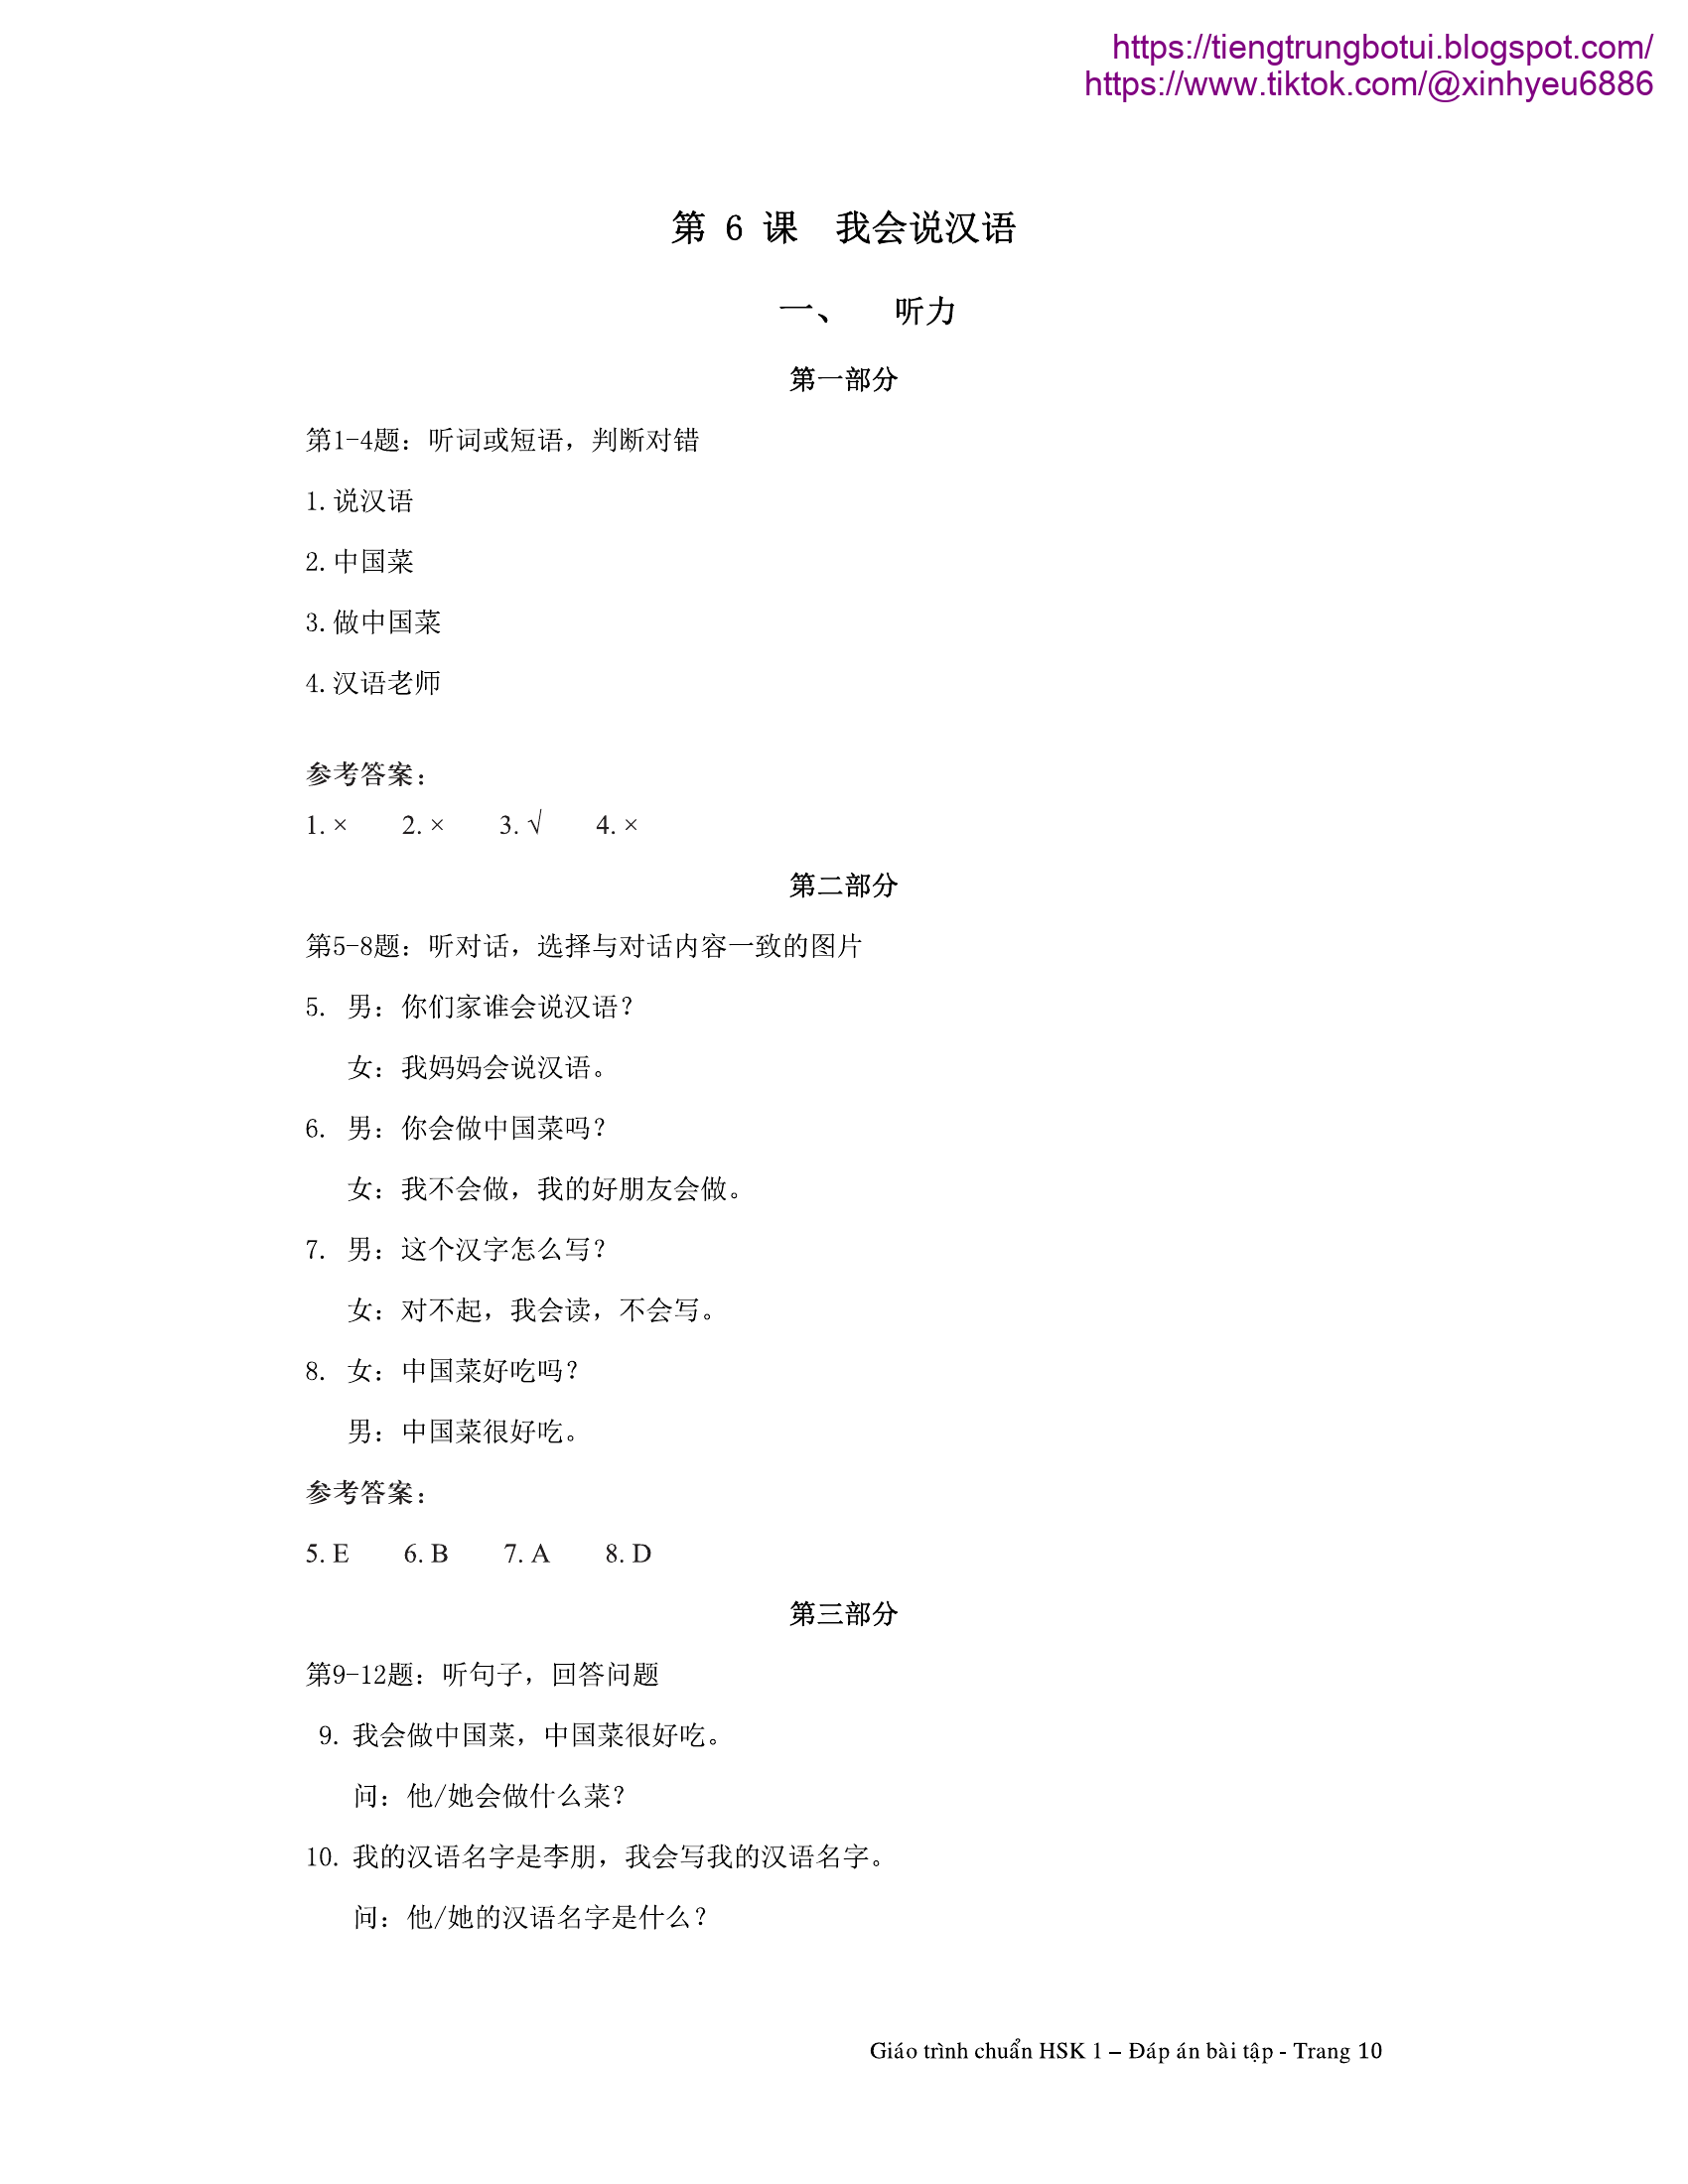 https://tiengtrungbotui.blogspot.com/
https://www.tiktok.com/@xinhyeu6886
第 6 课 我会说汉语
一、 听力
第一部分
第1-4题：听词或短语，判断对错
1.说汉语
2.中国菜
3.做中国菜
4.汉语老师
参考答案：
1. × 2. × 3. √ 4. ×
第二部分
第5-8题：听对话，选择与对话内容一致的图片
5. 男：你们家谁会说汉语？
女：我妈妈会说汉语。
6. 男：你会做中国菜吗？
女：我不会做，我的好朋友会做。
7. 男：这个汉字怎么写？
女：对不起，我会读，不会写。
8. 女：中国菜好吃吗？
男：中国菜很好吃。
参考答案：
5. E 6. B 7. A 8. D
第三部分
第9-12题：听句子，回答问题
9. 我会做中国菜，中国菜很好吃。
问：他/她会做什么菜？
10. 我的汉语名字是李朋，我会写我的汉语名字。
问：他/她的汉语名字是什么？
Giáo trình chuẩn HSK 1 – Đáp án bài tập - Trang 10